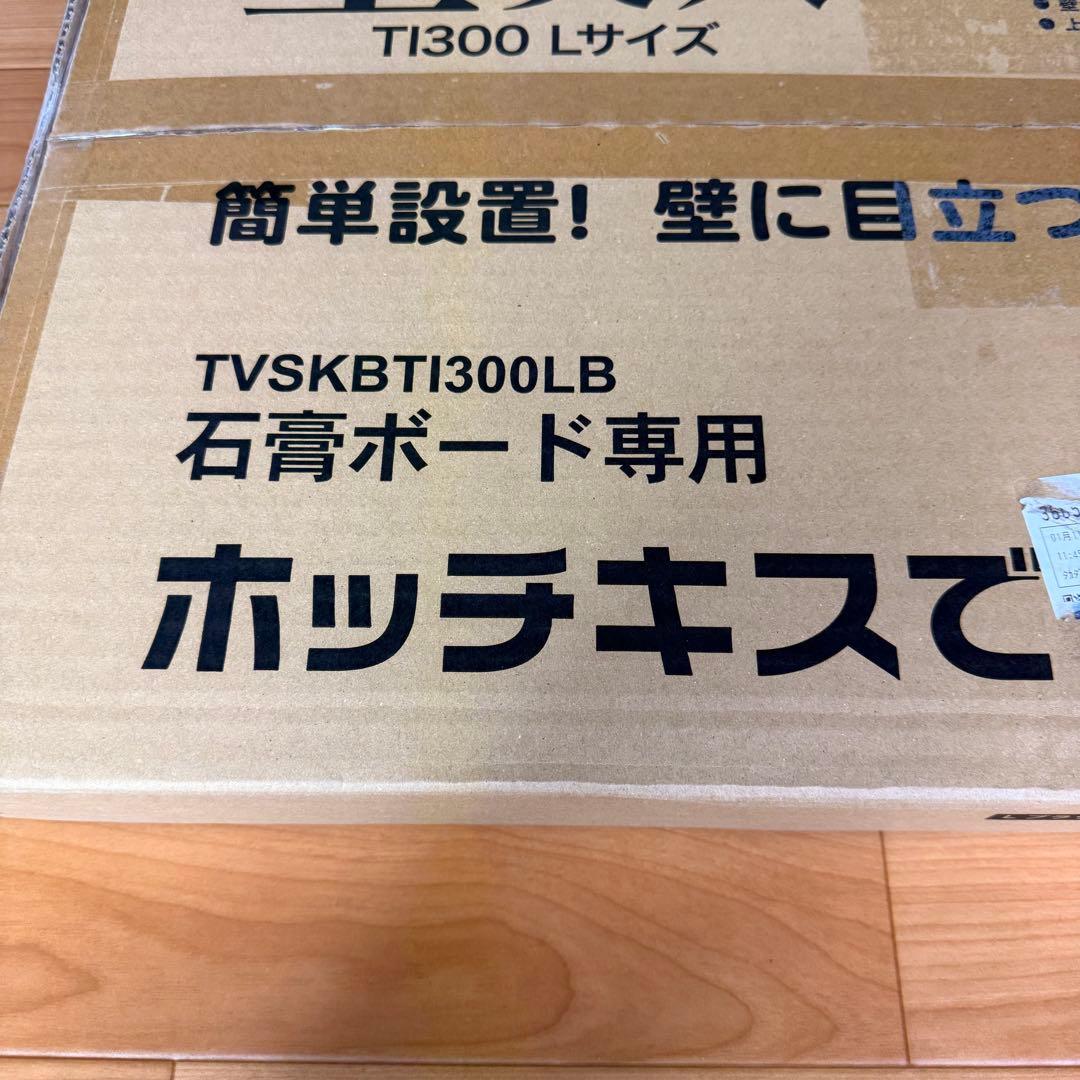 TI300 Lサイズ
簡単設置! 壁に目立つ
TVSKBTI300LB
石膏ボード専用
ホッチキスで